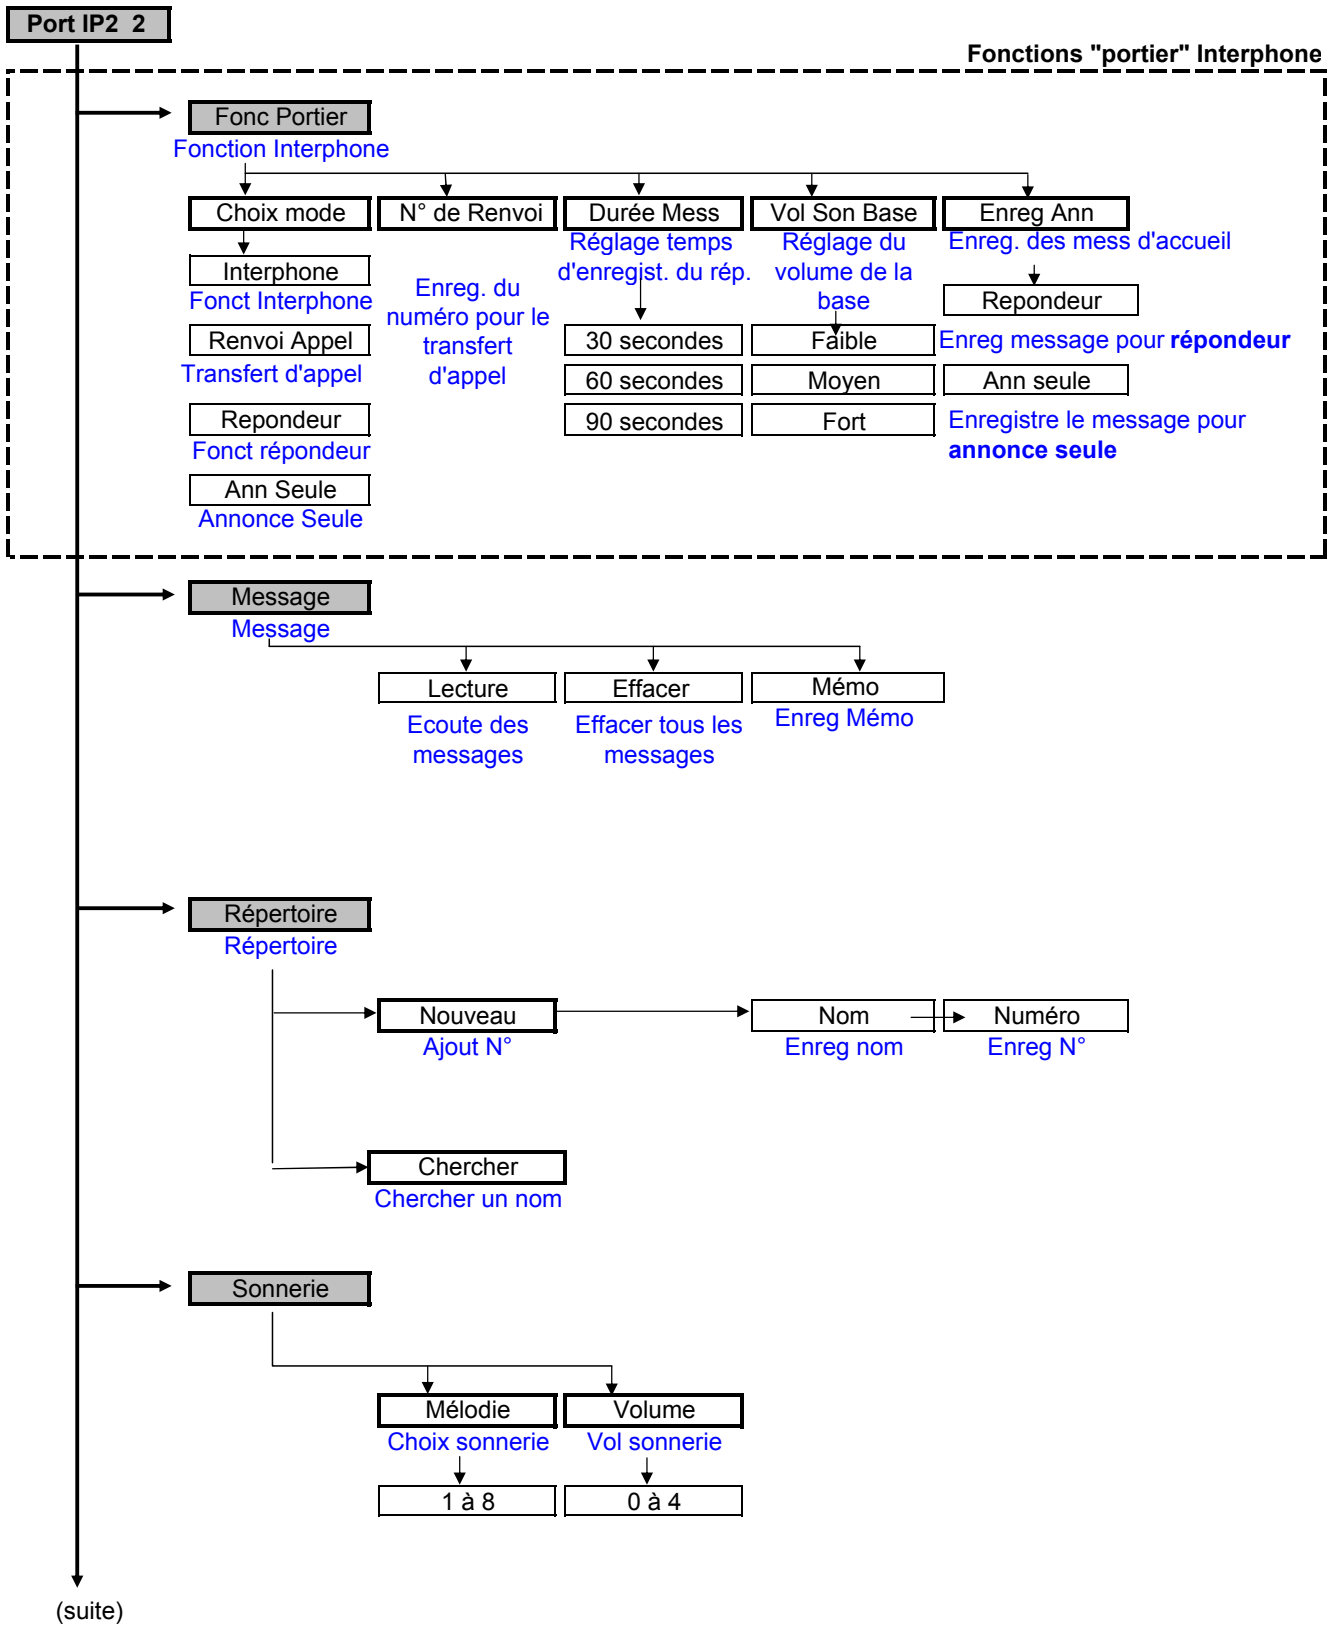 Port IP2 2
Fonctions "portier" Interphone
Fonc Portier
Fonction Interphone
Choix mode
N° de Renvoi
Durée Mess
Vol Son Base
Enreg Ann
Interphone
Fonct Interphone
Renvoi Appel
Transfert d'appel
Repondeur
Fonct répondeur
Ann Seule
Annonce Seule
Enreg. du
numéro pour le
transfert
d'appel
Réglage temps
d'enregist. du rép.
30 secondes
60 secondes
90 secondes
Réglage du
volume de la
base
Faible
Moyen
Fort
Enreg. des mess d'accueil
Repondeur
Enreg message pour répondeur
Ann seule
Enregistre le message pour
annonce seule
Message
Message
Lecture
Ecoute des
messages
Effacer
Effacer tous les
messages
Mémo
Enreg Mémo
Répertoire
Répertoire
Nouveau
Ajout N°
Nom
Enreg nom
Numéro
Enreg N°
Chercher
Chercher un nom
Sonnerie
Mélodie
Choix sonnerie
1 à 8
Volume
Vol sonnerie
0 à 4
(suite)